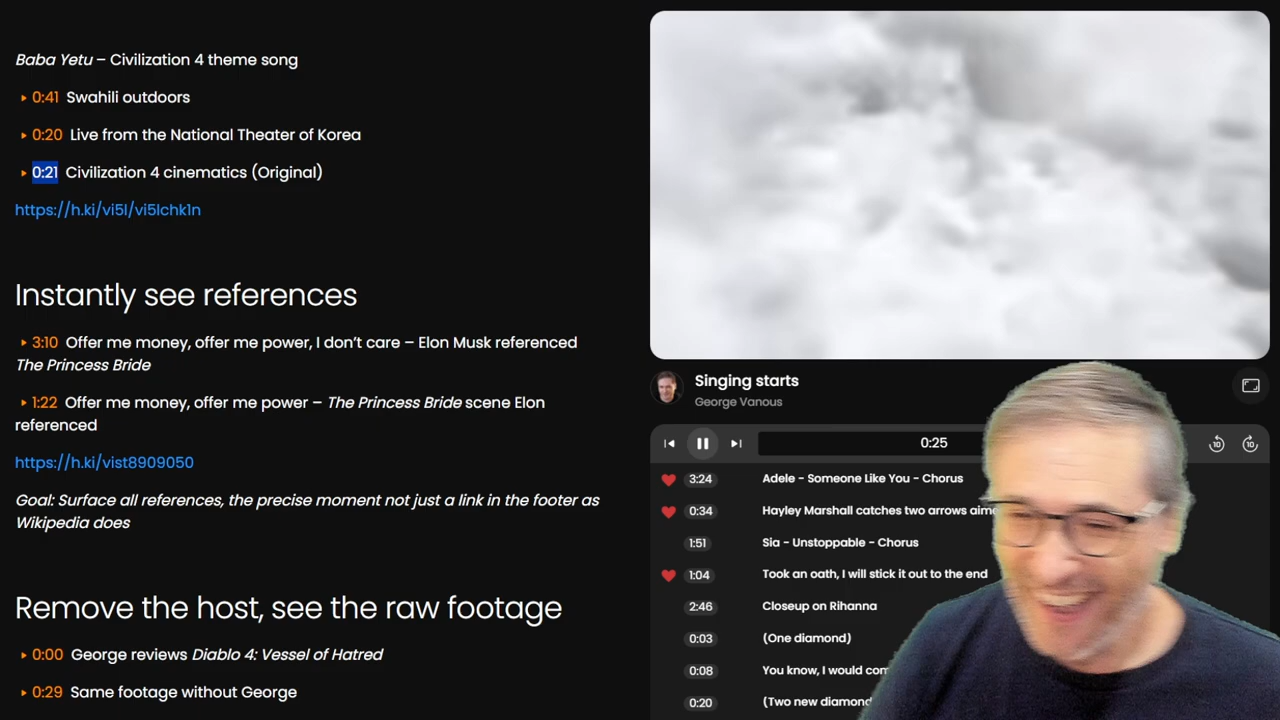 Baba Yetu – Civilization 4 theme song
0:41 Swahili outdoors
0:20 Live from the National Theater of Korea
0:21 Civilization 4 cinematics (Original)
https://h.ki/vi5l/vi5lchk1n
Instantly see references
3:10 Offer me money, offer me power, I don’t care – Elon Musk referenced
The Princess Bride
1:22 Offer me money, offer me power – The Princess Bride scene Elon
referenced
https://h.ki/vist8909050
Goal: Surface all references, the precise moment not just a link in the footer as
Wikipedia does
Remove the host, see the raw footage
0:00 George reviews Diablo 4: Vessel of Hatred
0:29 Same footage without George
Singing starts
George Vanous
0:25
10 10
3:24 Adele - Someone Like You - Chorus
0:34 Hayley Marshall catches two arrows
1:51 Sia - Unstoppable - Chorus
1:04 Took an oath, I will stick it out to the end
2:46 Closeup on Rihanna
0:03 (One diamond)
0:08 You know, I would
0:20 (Two new